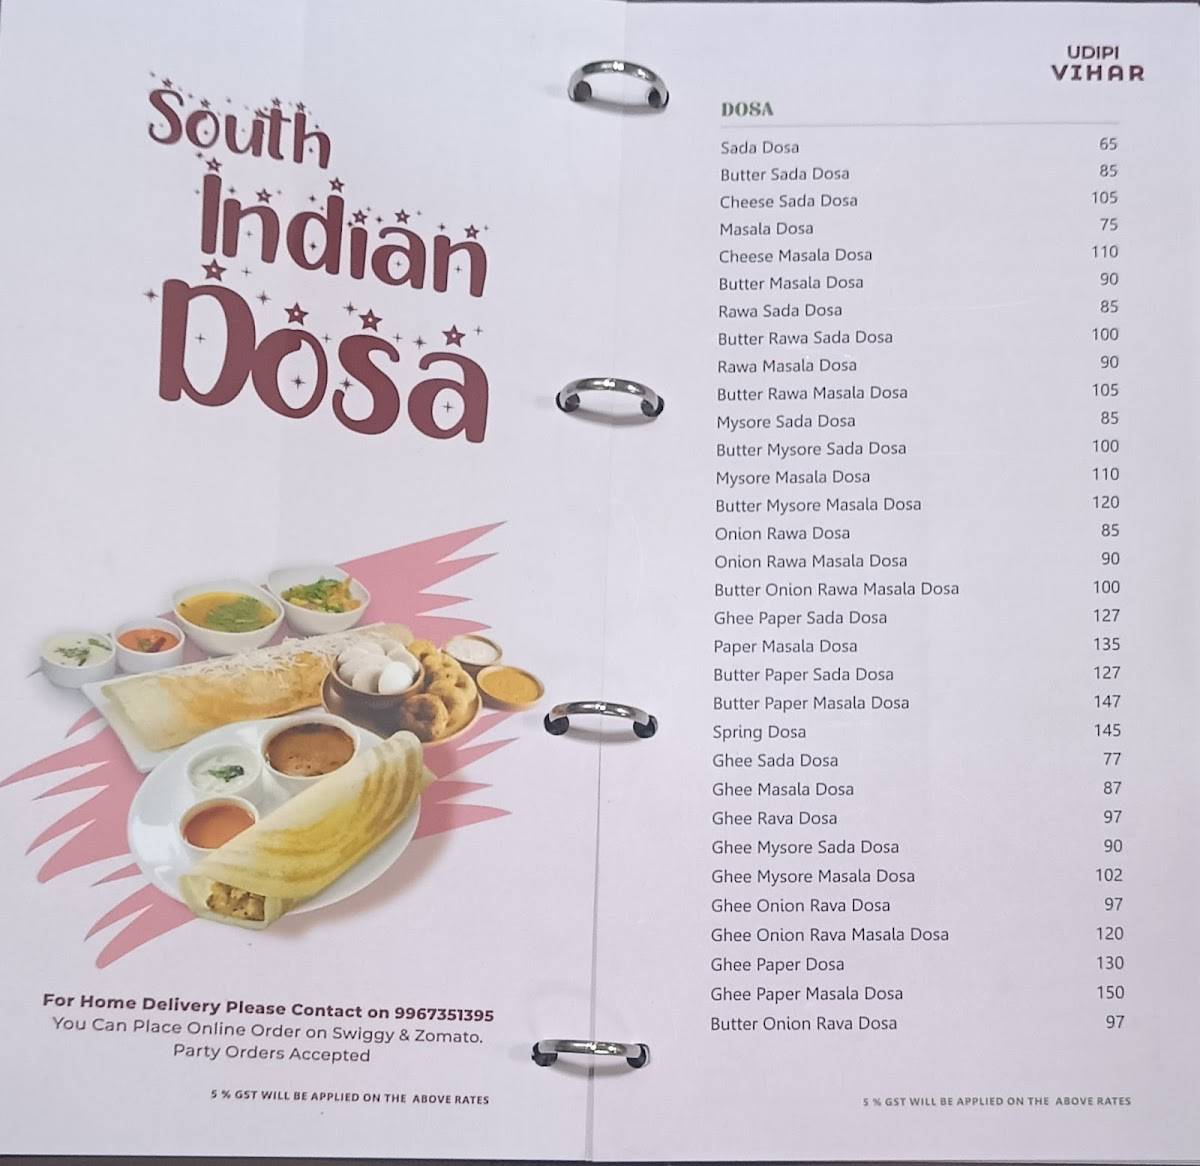 South
Indian
Dosa
For Home Delivery Please Contact on 9967351395
You Can Place Online Order on Swiggy & Zomato.
Party Orders Accepted
5 % GST WILL BE APPLIED ON THE ABOVE RATES
UDIPI
VIHAR
DOSA
Sada Dosa 65
Butter Sada Dosa 85
Cheese Sada Dosa 105
Masala Dosa 75
Cheese Masala Dosa 110
Butter Masala Dosa 90
Rawa Sada Dosa 85
Butter Rawa Sada Dosa 100
Rawa Masala Dosa 90
Butter Rawa Masala Dosa 105
Mysore Sada Dosa 85
Butter Mysore Sada Dosa 100
Mysore Masala Dosa 110
Butter Mysore Masala Dosa 120
Onion Rawa Dosa 85
Onion Rawa Masala Dosa 90
Butter Onion Rawa Masala Dosa 100
Ghee Paper Sada Dosa 127
Paper Masala Dosa 135
Butter Paper Sada Dosa 127
Butter Paper Masala Dosa 147
Spring Dosa 145
Ghee Sada Dosa 77
Ghee Masala Dosa 87
Ghee Rava Dosa 97
Ghee Mysore Sada Dosa 90
Ghee Mysore Masala Dosa 102
Ghee Onion Rava Dosa 97
Ghee Onion Rava Masala Dosa 120
Ghee Paper Dosa 130
Ghee Paper Masala Dosa 150
Butter Onion Rava Dosa 97
5 % GST WILL BE APPLIED ON THE ABOVE RATES